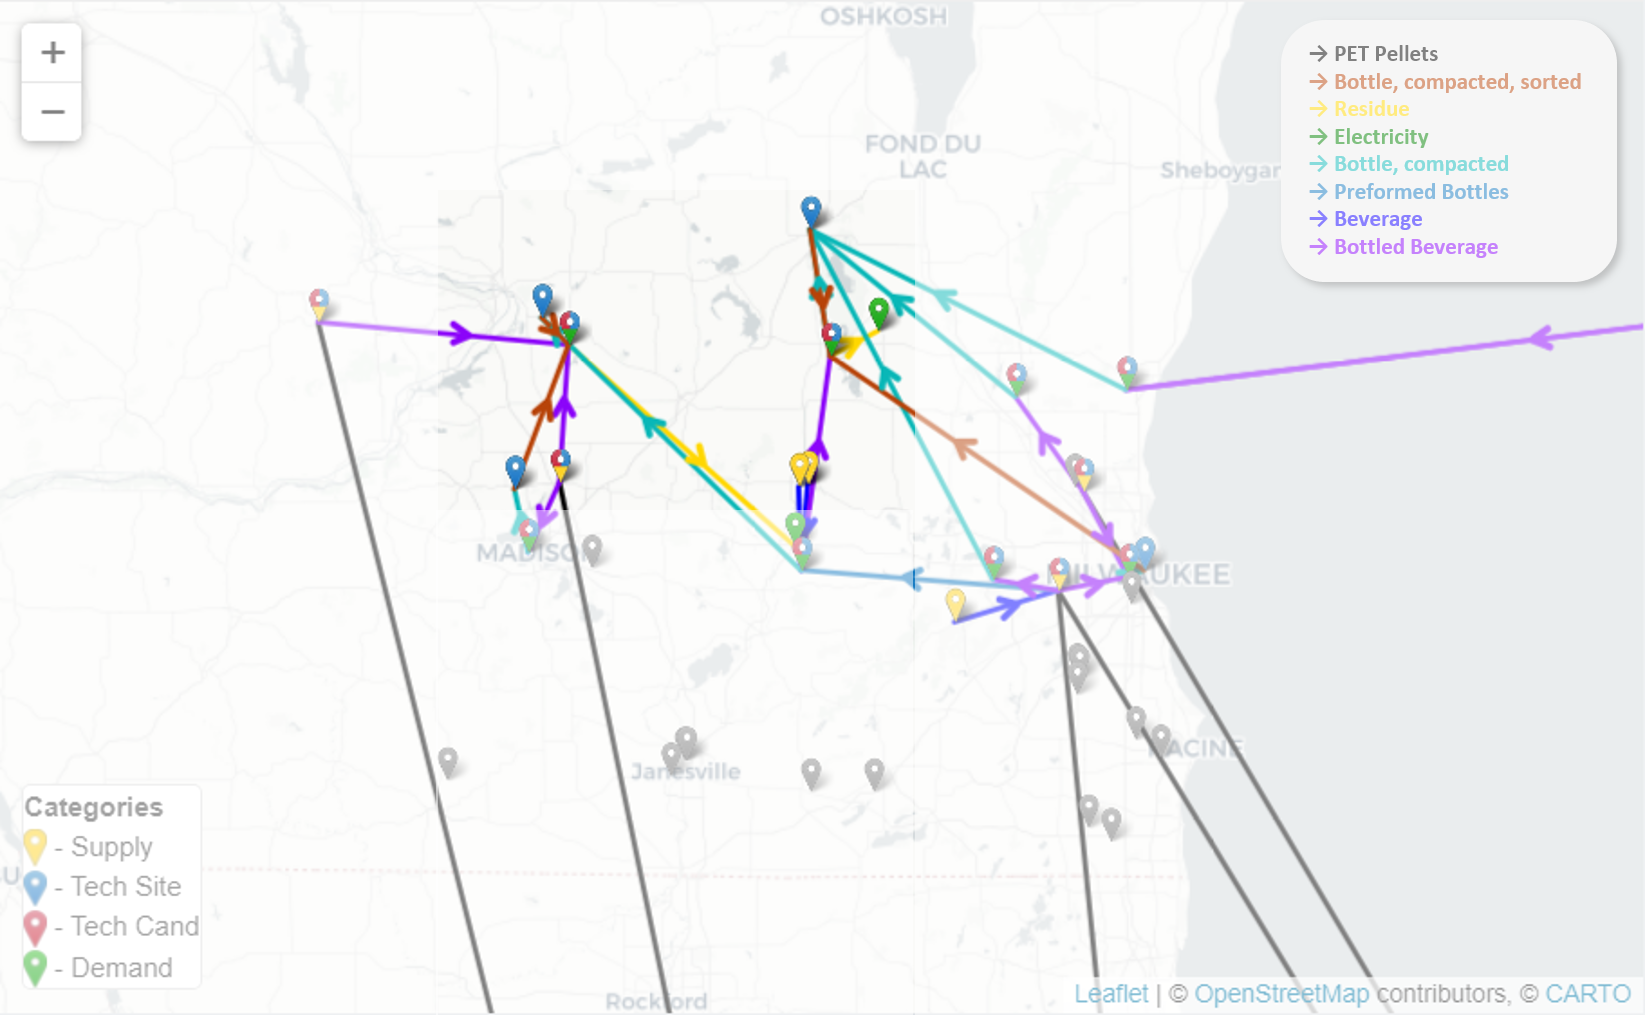 +
−
OSHKOSH
FOND DU
LAC
Sheboygan
→ PET Pellets
→ Bottle, compacted, sorted
→ Residue
→ Electricity
→ Bottle, compacted
→ Preformed Bottles
→ Beverage
→ Bottled Beverage
MADISON
MILWAUKEE
RACINE
Janesville
Rockford
Categories
- Supply
- Tech Site
- Tech Cand
- Demand
Leaflet | © OpenStreetMap contributors, © CARTO